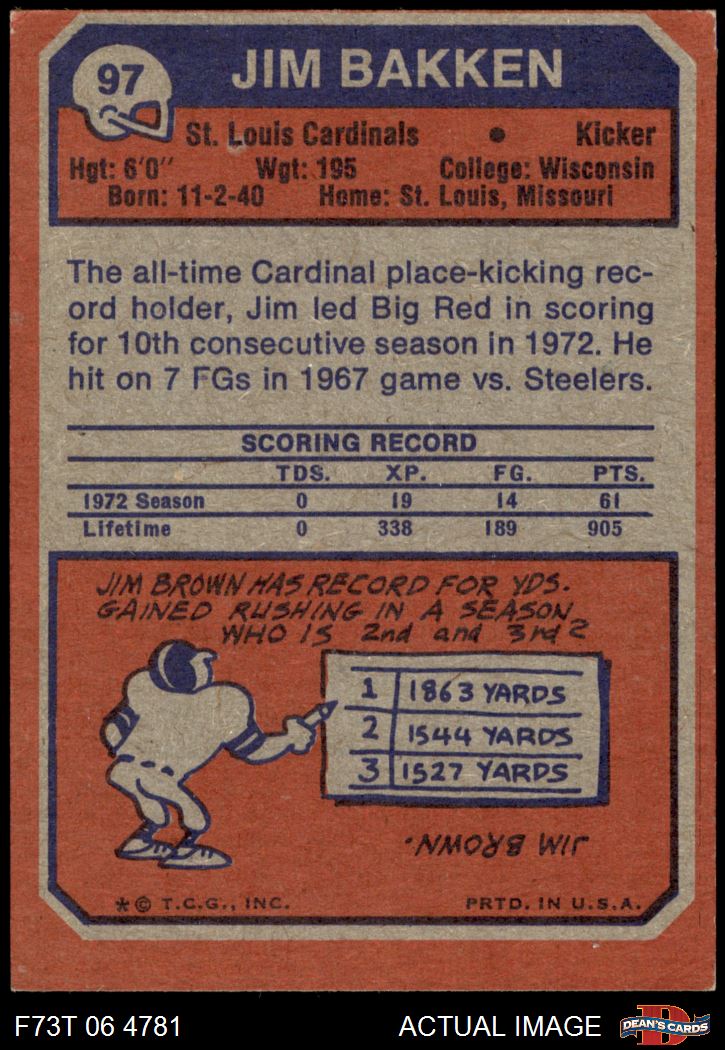 97
JIM BAKKEN
St. Louis Cardinals • Kicker
Hgt: 6'0" Wgt: 195 College: Wisconsin
Born: 11-2-40 Home: St. Louis, Missouri
The all-time Cardinal place-kicking rec-
ord holder, Jim led Big Red in scoring
for 10th consecutive season in 1972. He
hit on 7 FGs in 1967 game vs. Steelers.
SCORING RECORD
TDS. XP. FG. PTS.
1972 Season 0 19 14 61
Lifetime 0 338 189 905
JIM BROWN HAS RECORD FOR YDS.
GAINED RUSHING IN A SEASON.
WHO IS 2nd and 3rd?
1 1863 YARDS
2 1544 YARDS
3 1527 YARDS
JIM BROWN.
* © T.C.G., INC. PRTD. IN U.S.A.
F73T 06 4781 ACTUAL IMAGE
D
DEAN'S CARDS